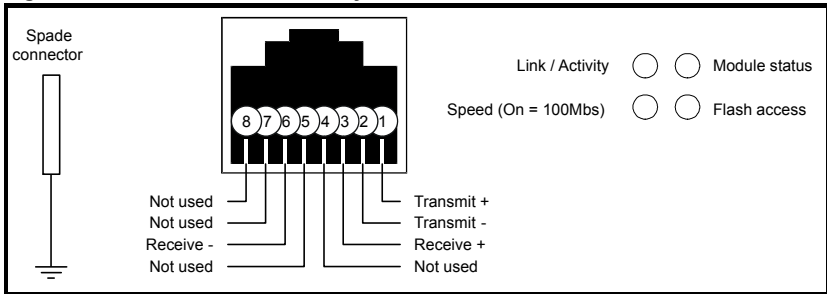 Spade
connector
Link / Activity
Module status
Speed (On = 100Mbs)
Flash access
8 7 6 5 4 3 2 1
Not used
Transmit +
Not used
Transmit -
Receive -
Receive +
Not used
Not used